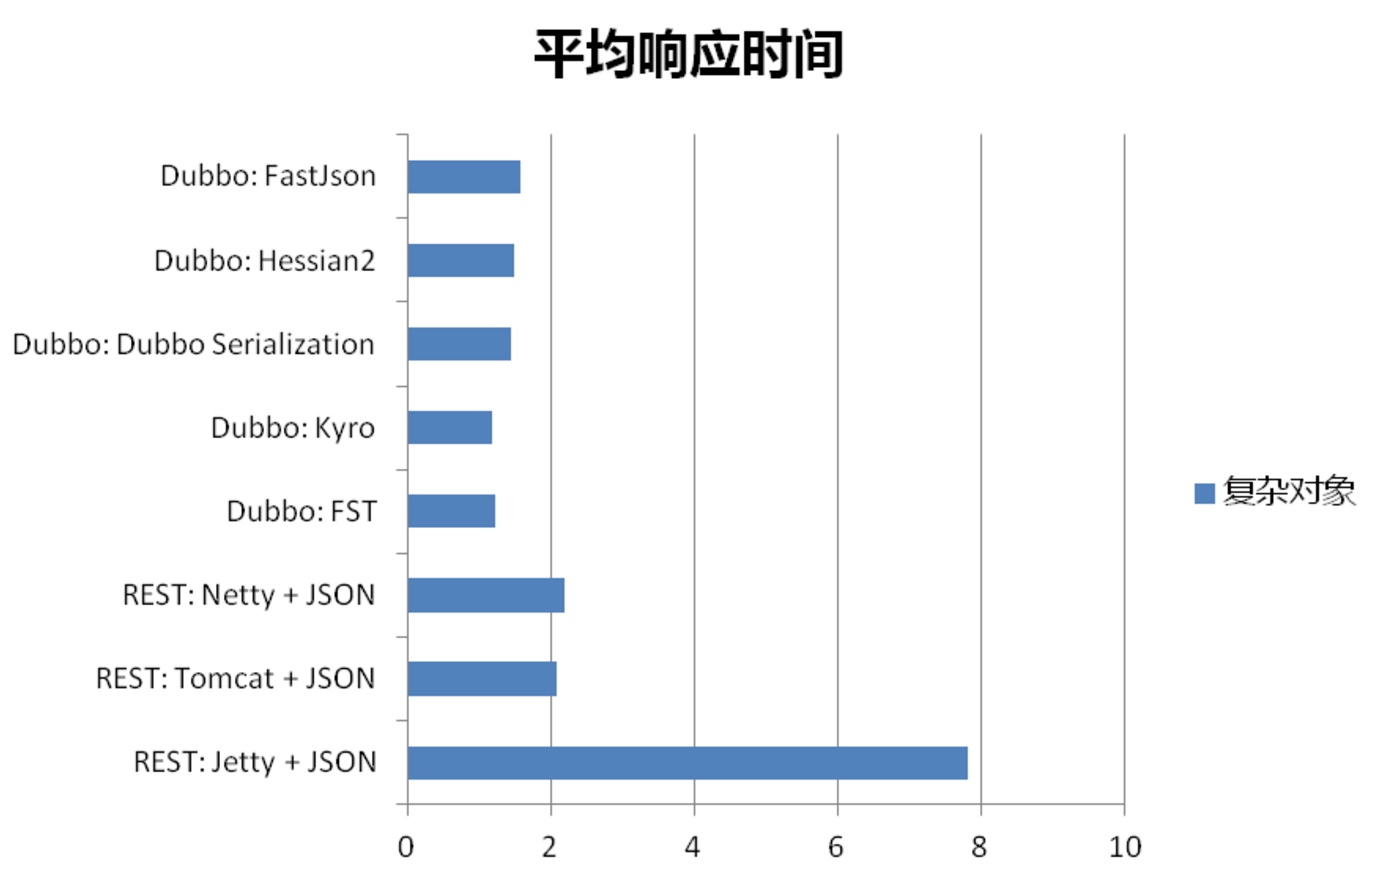 平均响应时间
Dubbo: FastJson
Dubbo: Hessian2
Dubbo: Dubbo Serialization
Dubbo: Kyro
Dubbo: FST
REST: Netty + JSON
REST: Tomcat + JSON
REST: Jetty + JSON
0 2 4 6 8 10
复杂对象